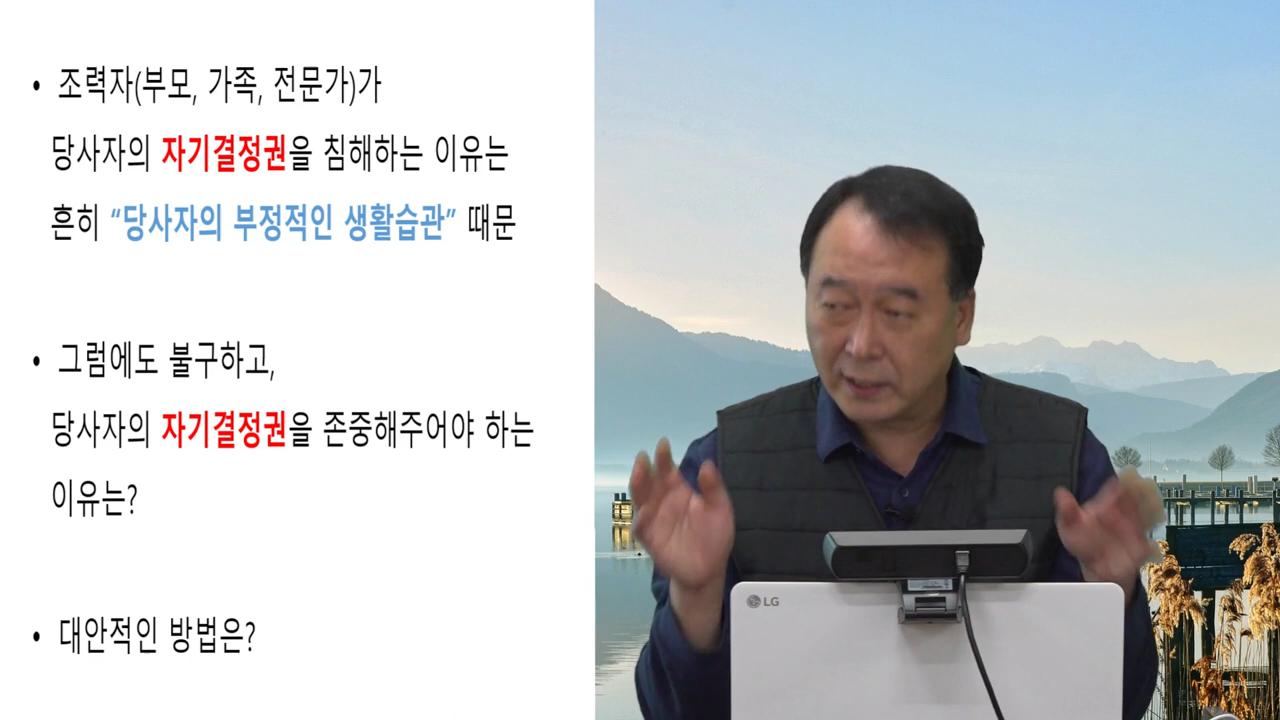 • 조력자(부모, 가족, 전문가)가
당사자의 자기결정권을 침해하는 이유는
흔히 “당사자의 부정적인 생활습관” 때문
• 그럼에도 불구하고,
당사자의 자기결정권을 존중해주어야 하는
이유는?
• 대안적인 방법은?
LG